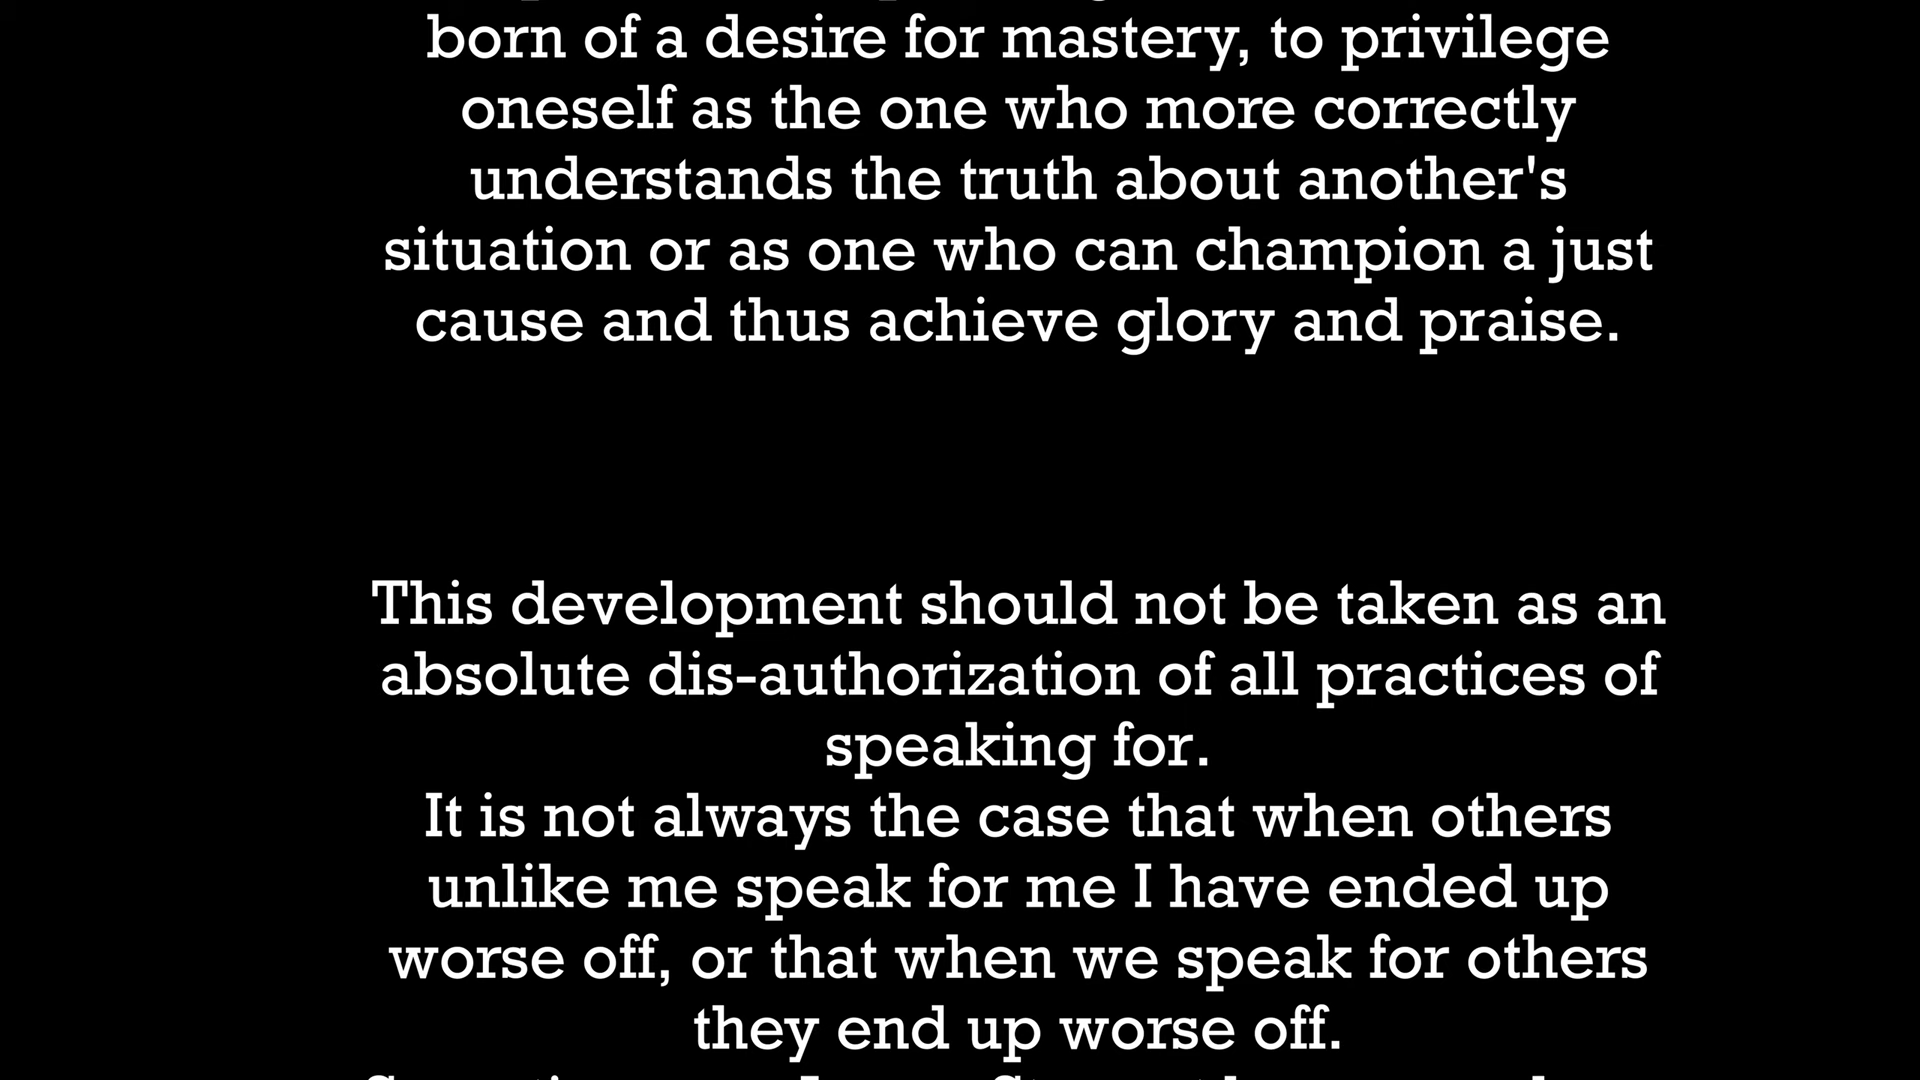 born of a desire for mastery, to privilege
oneself as the one who more correctly
understands the truth about another's
situation or as one who can champion a just
cause and thus achieve glory and praise.
This development should not be taken as an
absolute dis-authorization of all practices of
speaking for.
It is not always the case that when others
unlike me speak for me I have ended up
worse off, or that when we speak for others
they end up worse off.